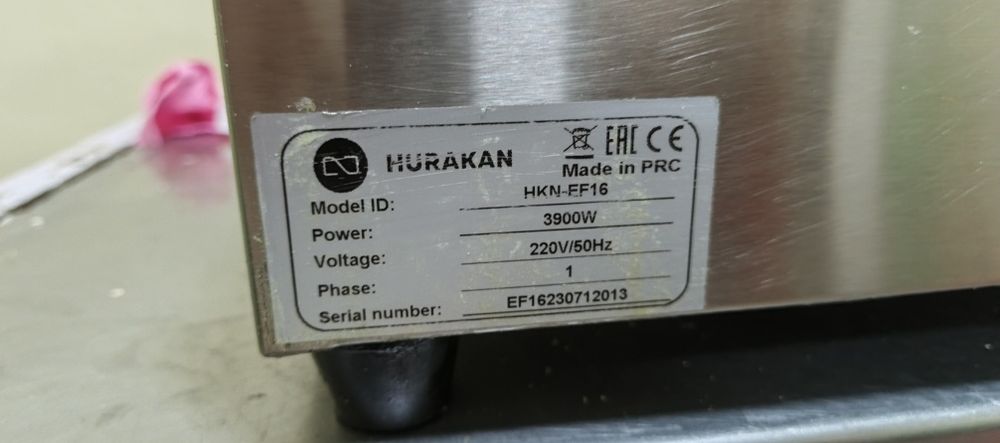 HURAKAN
EAC CE
Made in PRC
Model ID: HKN-EF16
Power: 3900W
Voltage: 220V/50Hz
Phase: 1
Serial number: EF16230712013